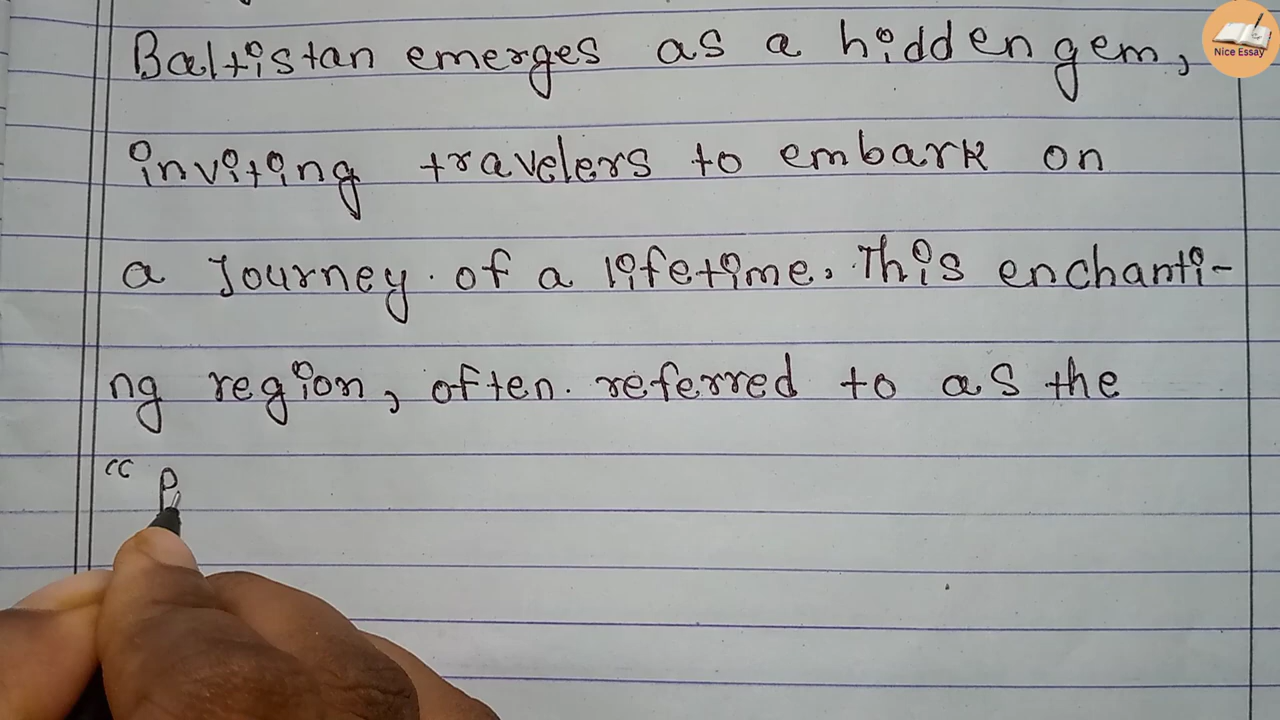 Baltistan emerges as a hidden gem,
inviting travelers to embark on
a Journey of a lifetime. This enchanti-
ng region, often referred to as the
“ P
Nice Essay